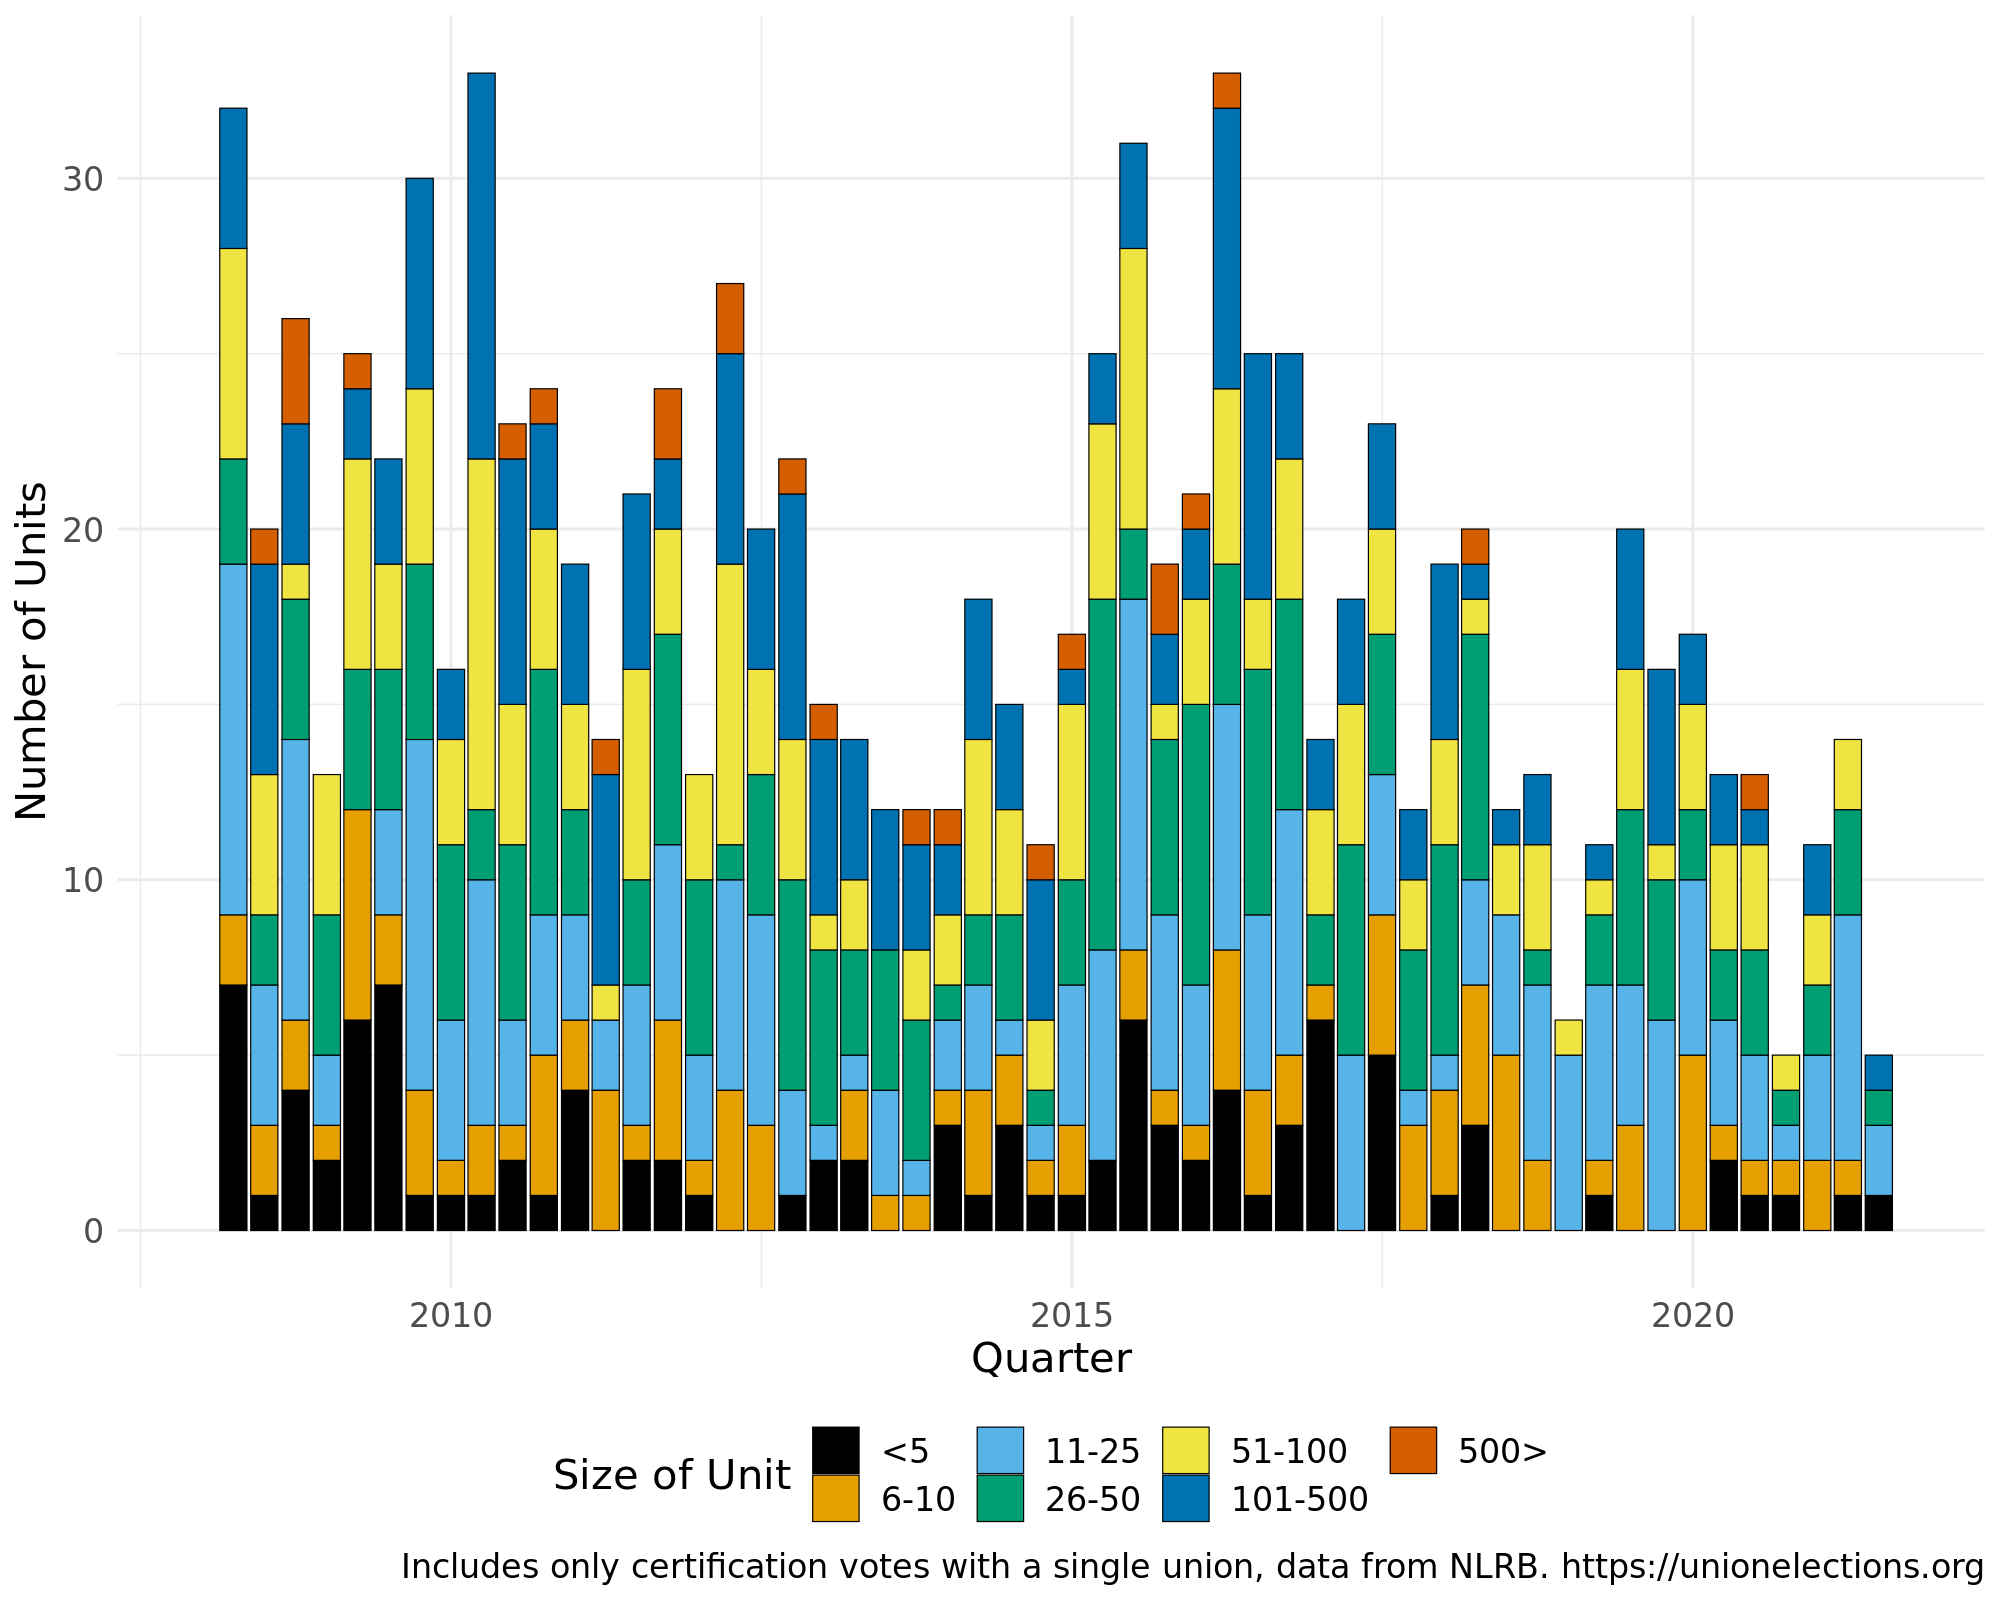 30
20
10
0
Number of Units
2010 2015 2020
Quarter
Size of Unit
<5 11-25 51-100 500>
6-10 26-50 101-500
Includes only certification votes with a single union, data from NLRB. https://unionelections.org